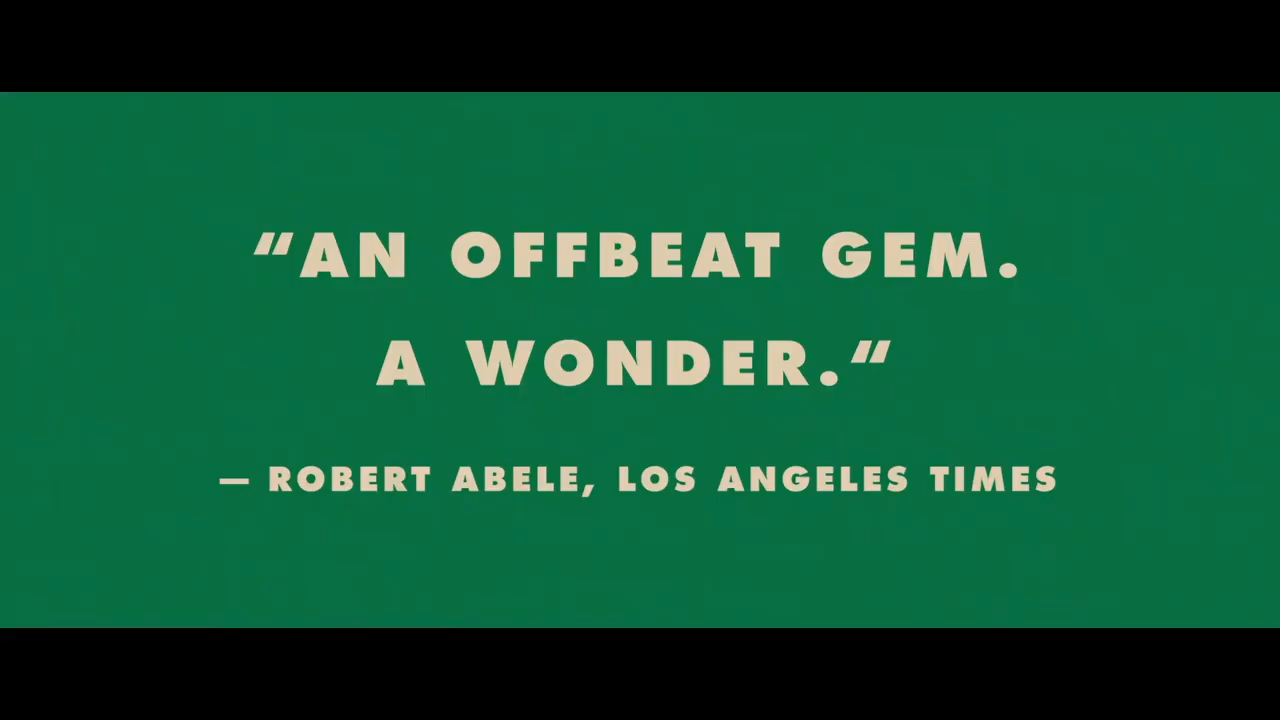 “AN OFFBEAT GEM.
A WONDER.“
— ROBERT ABELE, LOS ANGELES TIMES